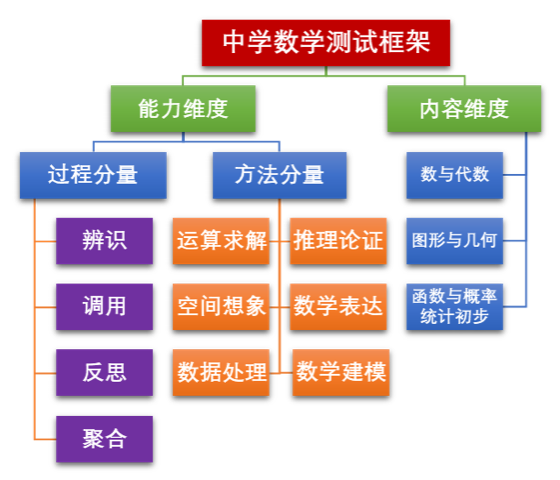 中学数学测试框架
能力维度
内容维度
过程分量
方法分量
数与代数
辨识
运算求解
推理论证
图形与几何
调用
空间想象
数学表达
函数与概率
统计初步
反思
数据处理
数学建模
聚合